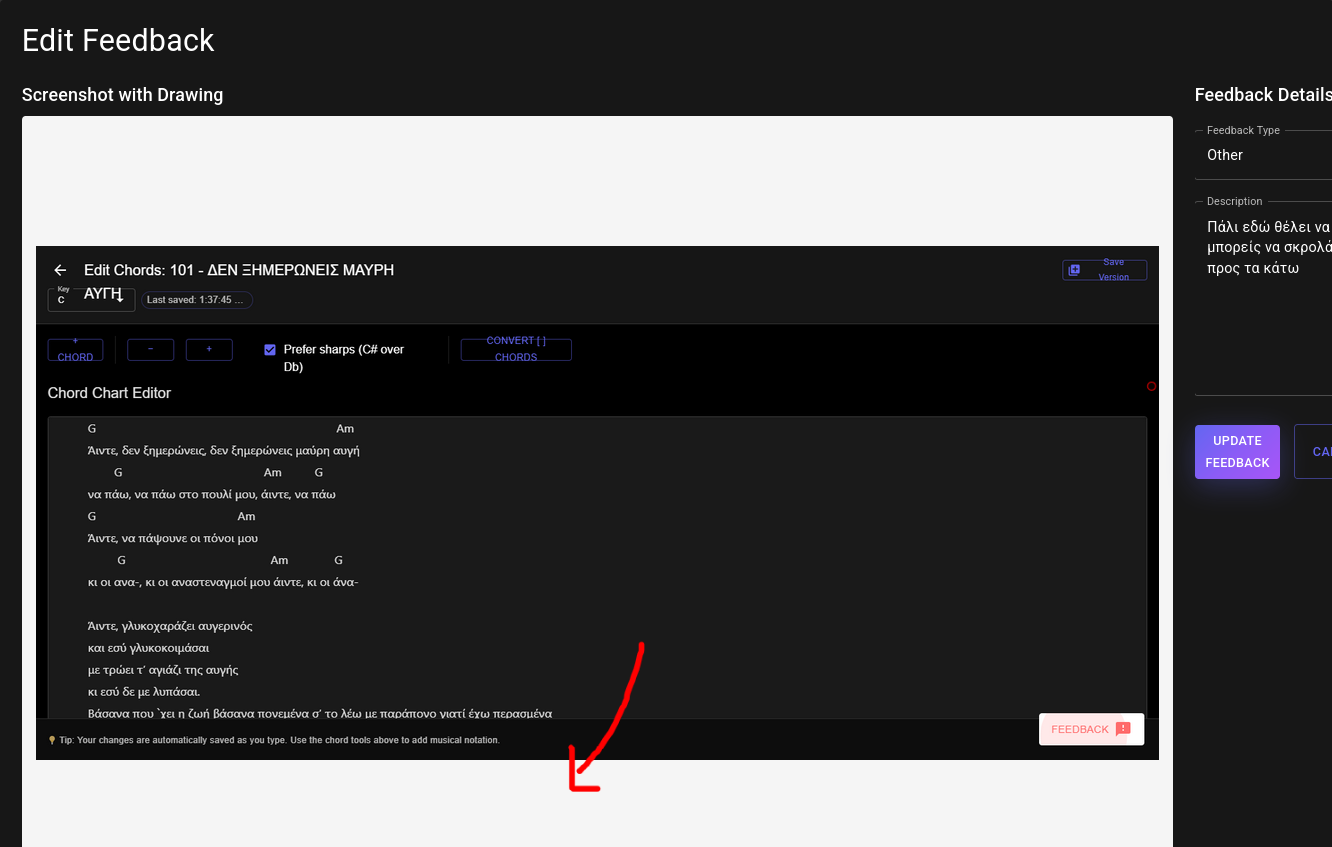 Edit Feedback
Screenshot with Drawing
Feedback Details
Feedback Type
Other
Description
Πάλι εδώ θέλει να
μπορείς να σκρολά
προς τα κάτω
UPDATE
FEEDBACK
CA
Edit Chords: 101 - ΔΕΝ ΞΗΜΕΡΩΝΕΙΣ ΜΑΥΡΗ
ΑΥΓΗ
Save
Version
Key
C
Last saved: 1:37:45 ...
+
CHORD
−
+
Prefer sharps (C# over
Db)
CONVERT [ ]
CHORDS
Chord Chart Editor
G Am
Άιντε, δεν ξημερώνεις, δεν ξημερώνεις μαύρη αυγή
G Am G
να πάω, να πάω στο πουλί μου, άιντε, να πάω
G Am
Άιντε, να πάψουνε οι πόνοι μου
G Am G
κι οι ανα-, κι οι αναστεναγμοί μου άιντε, κι οι άνα-
Άιντε, γλυκοχαράζει αυγερινός
και εσύ γλυκοκοιμάσαι
με τρώει τ’ αγιάζι της αυγής
κι εσύ δε με λυπάσαι.
Βάσανα που `χει η ζωή βάσανα πονεμένα σ’ το λέω με παράπονο γιατί έχω περασμένα
Tip: Your changes are automatically saved as you type. Use the chord tools above to add musical notation.
FEEDBACK